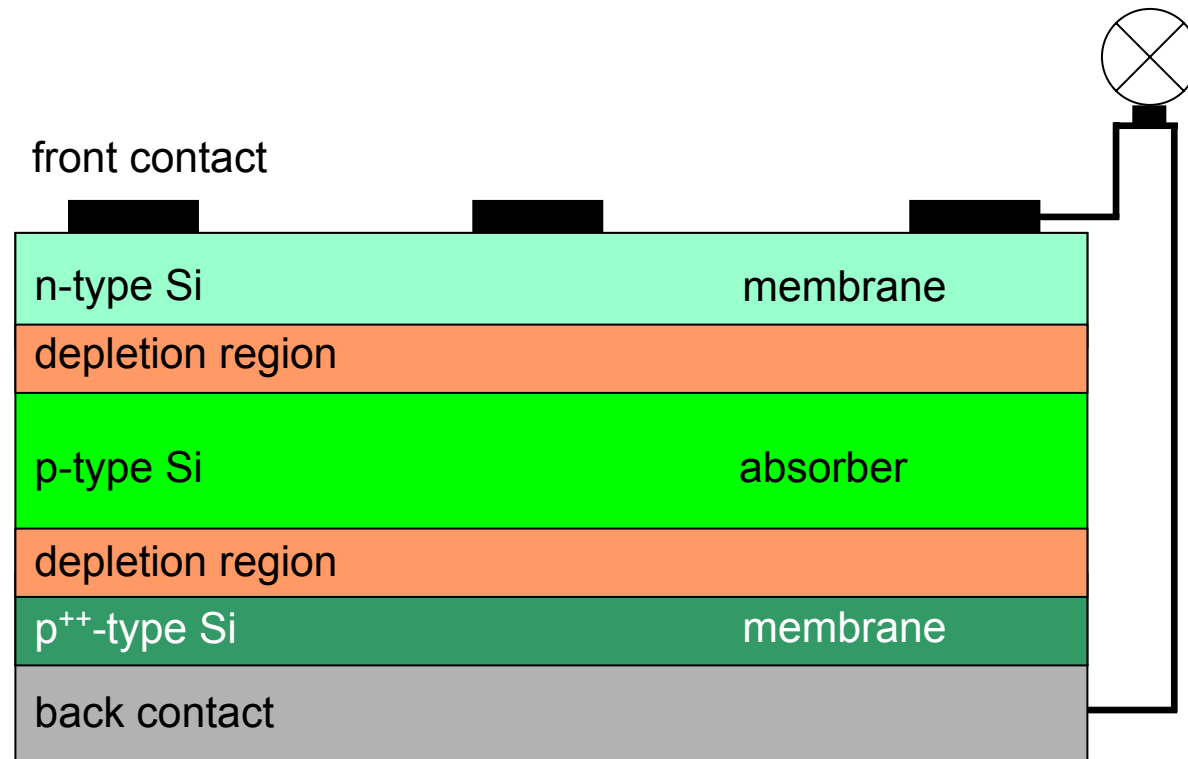 front contact
n-type Si membrane
depletion region
p-type Si absorber
depletion region
p⁺⁺-type Si membrane
back contact